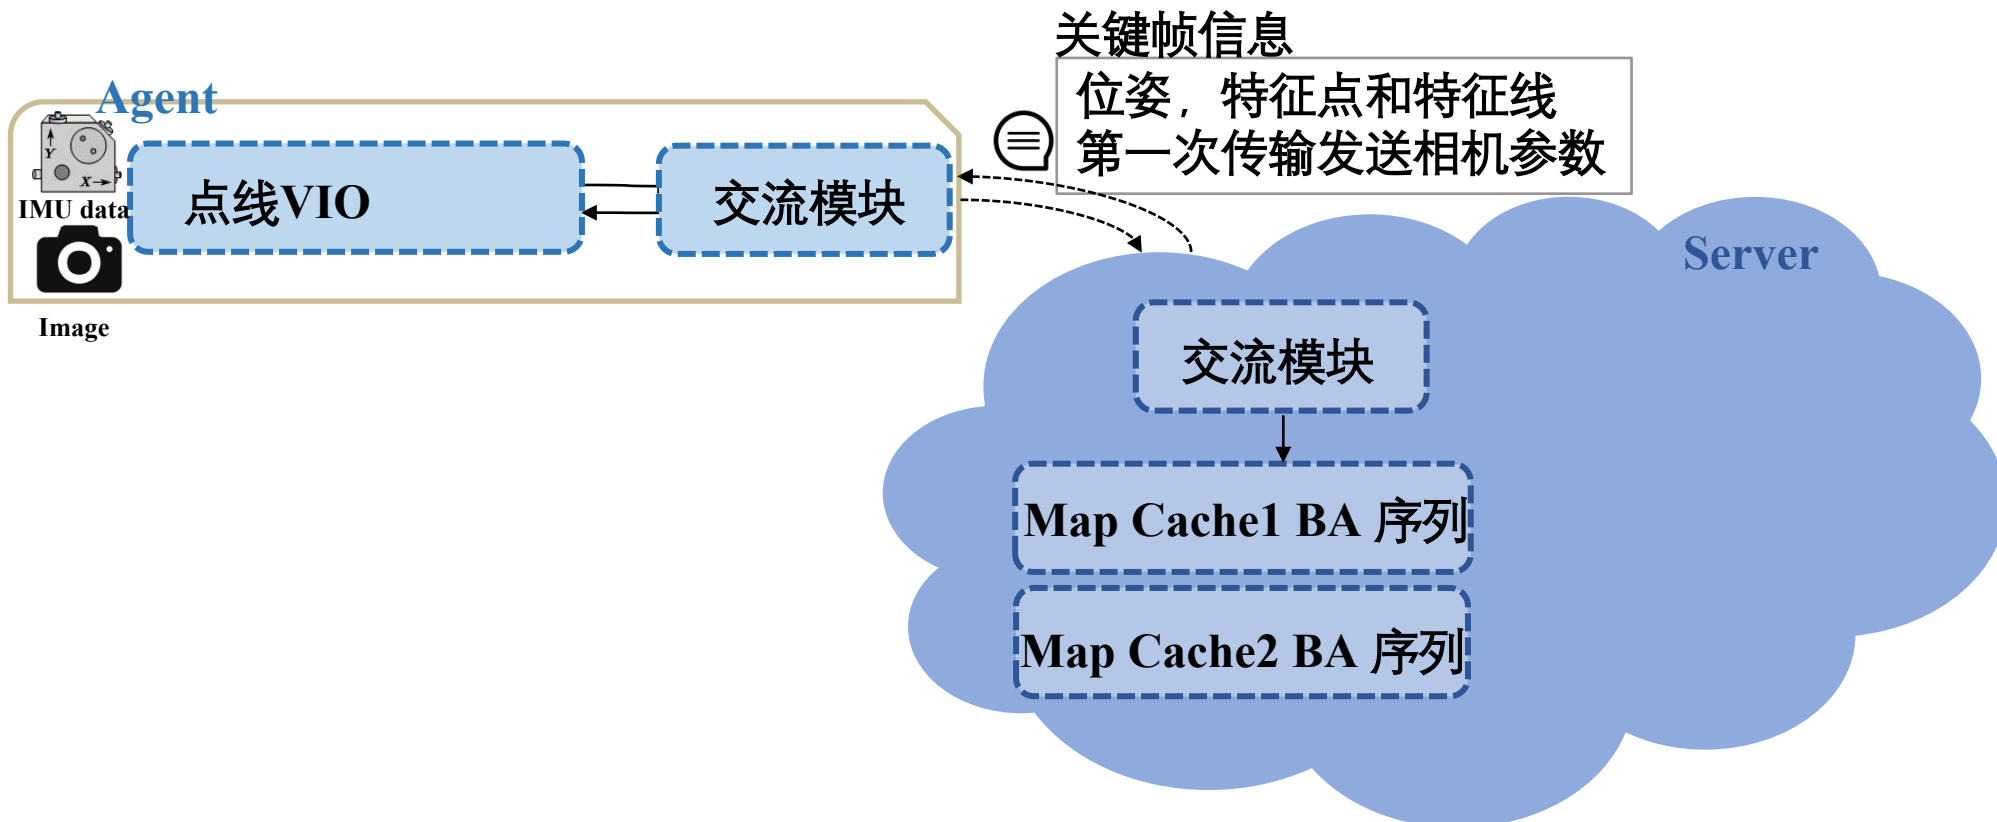 关键帧信息
位姿，特征点和特征线
第一次传输发送相机参数
Agent
Y
X
IMU data
点线VIO
交流模块
Image
Server
交流模块
Map Cache1 BA 序列
Map Cache2 BA 序列